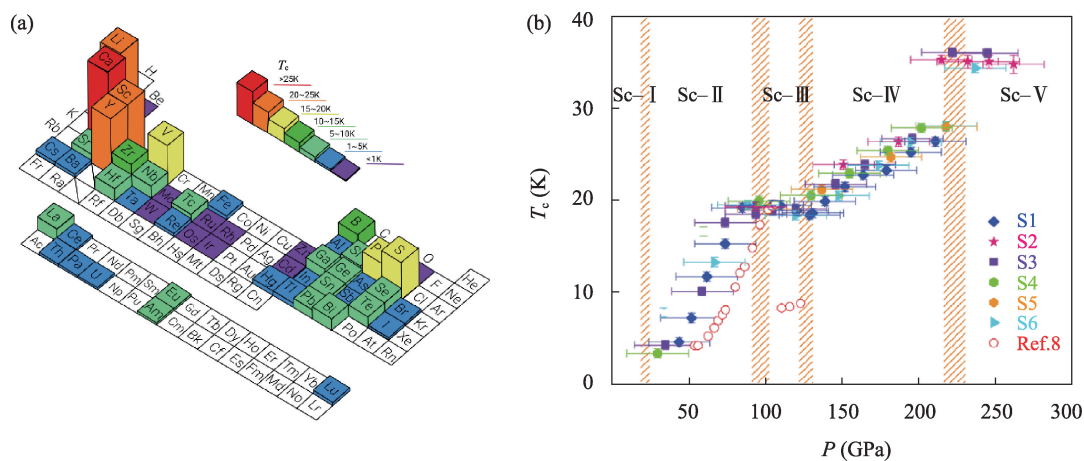 (a)
Li
Ca
H
Sc
Be
Y
K
V
Rb
Sr
Zr
Cs
Ba
Cr
Mn
Nb
Fr
Ra
Hf
Tc
Fe
Co
Ni
Cu
Ta
W
Rf
Db
Sg
Bh
Hs
Mt
Ds
Rg
Cn
Re
Ru
Rh
Pd
Ag
Os
Ir
Pt
Au
Cd
Hg
Tl
Al
B
C
O
S
F
Ne
He
Ga
Ge
Se
Cl
Ar
Sn
Sb
Te
Br
Kr
Pb
Bi
I
Xe
Po
At
Rn
La
Ac
Ce
Th
Pa
U
Pr
Nd
Pm
Sm
Np
Pu
Eu
Am
Gd
Tb
Dy
Ho
Er
Tm
Yb
Lu
Cm
Bk
Cf
Es
Fm
Md
No
Lr
Tc
>25K
20~25K
15~20K
10~15K
5~10K
1~5K
<1K
(b)
40
30
20
10
0
Tc (K)
50
100
150
200
250
300
P (GPa)
Sc–I
Sc–II
Sc–III
Sc–IV
Sc–V
S1
S2
S3
S4
S5
S6
Ref.8